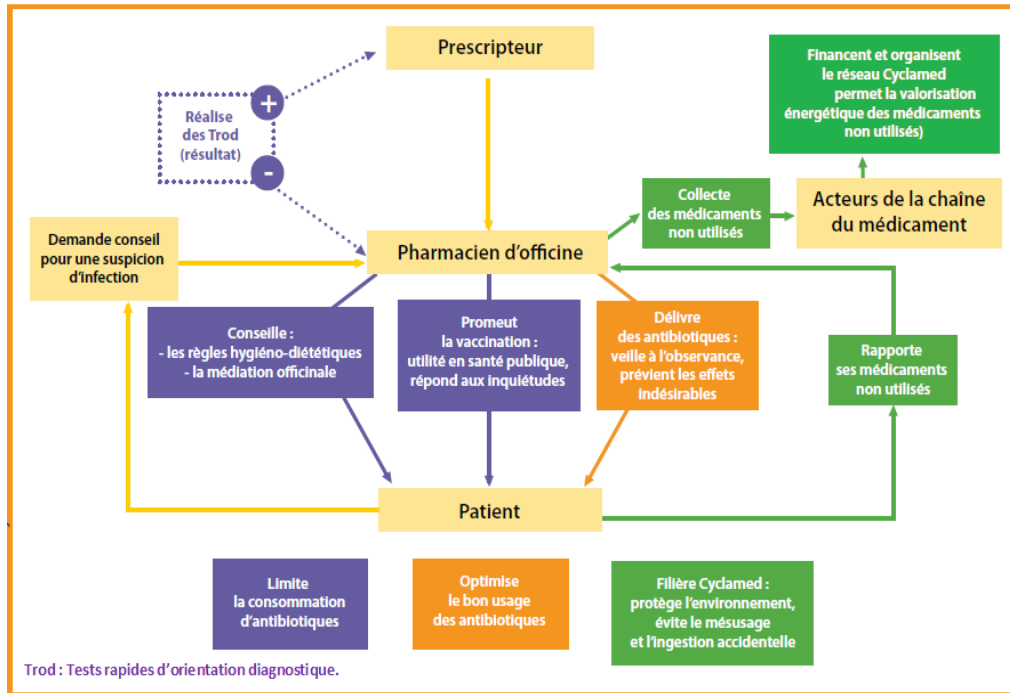 Prescripteur
Financent et organisent
le réseau Cyclamed
permet la valorisation
énergétique des médicaments
non utilisés)
+
Réalise
des Trod
(résultat)
-
Collecte
des médicaments
non utilisés
Acteurs de la chaîne
du médicament
Demande conseil
pour une suspicion
d'infection
Pharmacien d'officine
Conseille :
- les règles hygiéno-diététiques
- la médiation officinale
Promeut
la vaccination :
utilité en santé publique,
répond aux inquiétudes
Délivre
des antibiotiques :
veille à l'observance,
prévient les effets
indésirables
Rapporte
ses médicaments
non utilisés
Patient
Limite
la consommation
d'antibiotiques
Optimise
le bon usage
des antibiotiques
Filière Cyclamed :
protège l'environnement,
évite le mésusage
et l'ingestion accidentelle
Trod : Tests rapides d'orientation diagnostique.